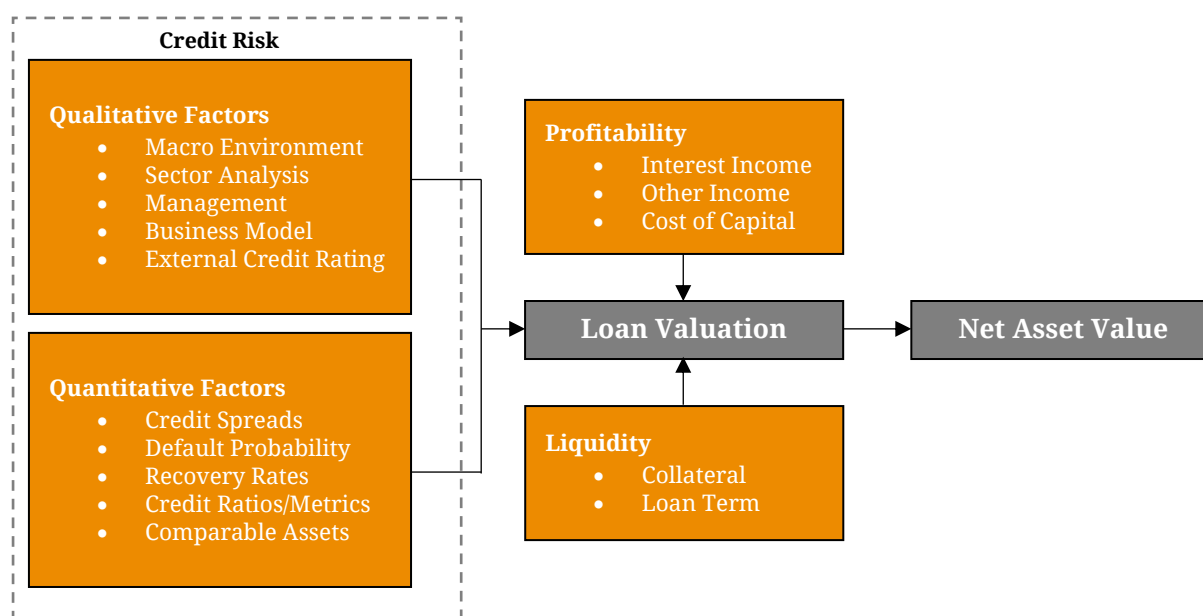 Credit Risk
Qualitative Factors
• Macro Environment
• Sector Analysis
• Management
• Business Model
• External Credit Rating
Quantitative Factors
• Credit Spreads
• Default Probability
• Recovery Rates
• Credit Ratios/Metrics
• Comparable Assets
Profitability
• Interest Income
• Other Income
• Cost of Capital
Loan Valuation
Net Asset Value
Liquidity
• Collateral
• Loan Term